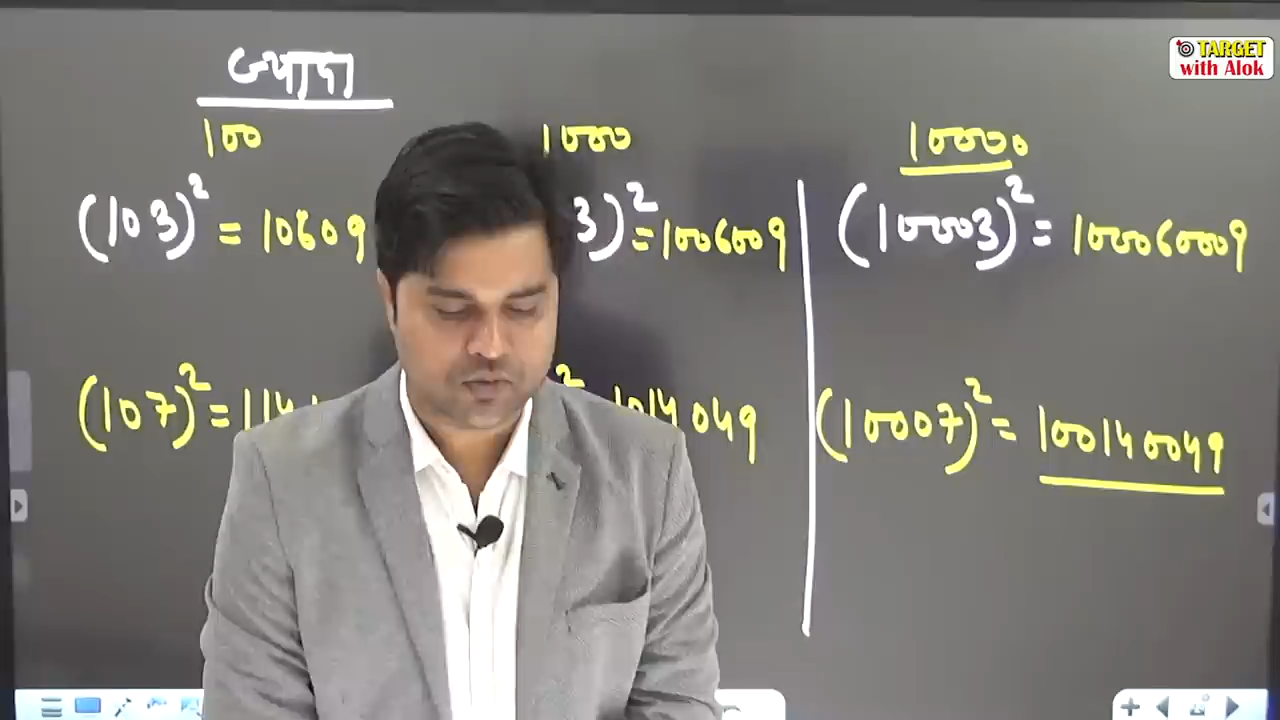 TARGET
with Alok
ज्यादा
100 1000 10000
(103)² = 10609 3)² = 1006009 (10003)² = 100060009
(107)² = 114 ² 1014049 (10007)² = 100140049